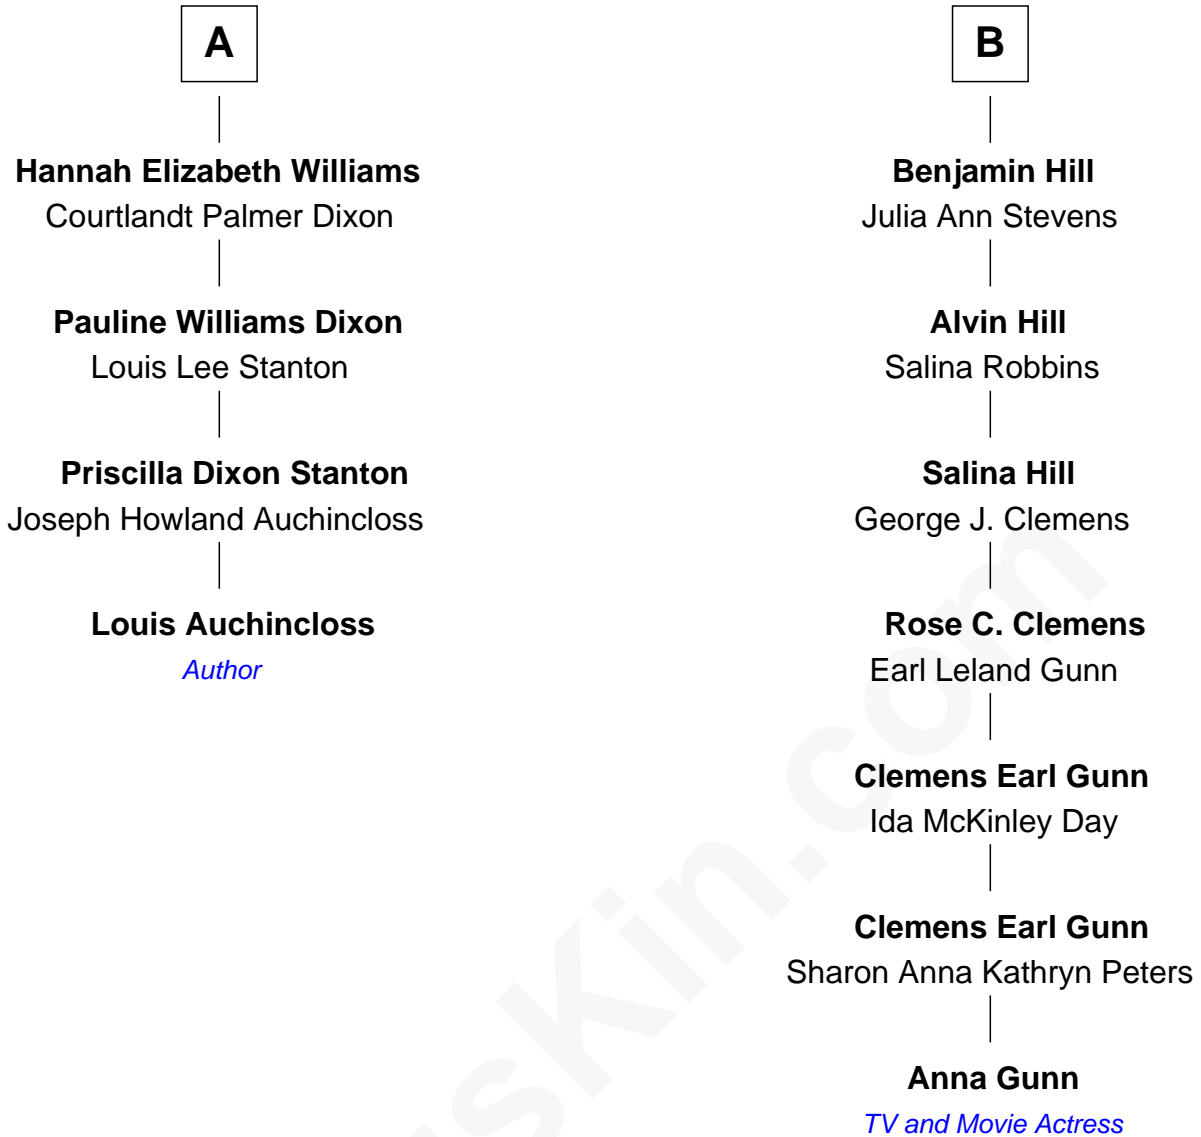 A
Hannah Elizabeth Williams
Courtlandt Palmer Dixon
Pauline Williams Dixon
Louis Lee Stanton
Priscilla Dixon Stanton
Joseph Howland Auchincloss
Louis Auchincloss
Author
B
Benjamin Hill
Julia Ann Stevens
Alvin Hill
Salina Robbins
Salina Hill
George J. Clemens
Rose C. Clemens
Earl Leland Gunn
Clemens Earl Gunn
Ida McKinley Day
Clemens Earl Gunn
Sharon Anna Kathryn Peters
Anna Gunn
TV and Movie Actress
sKin.com